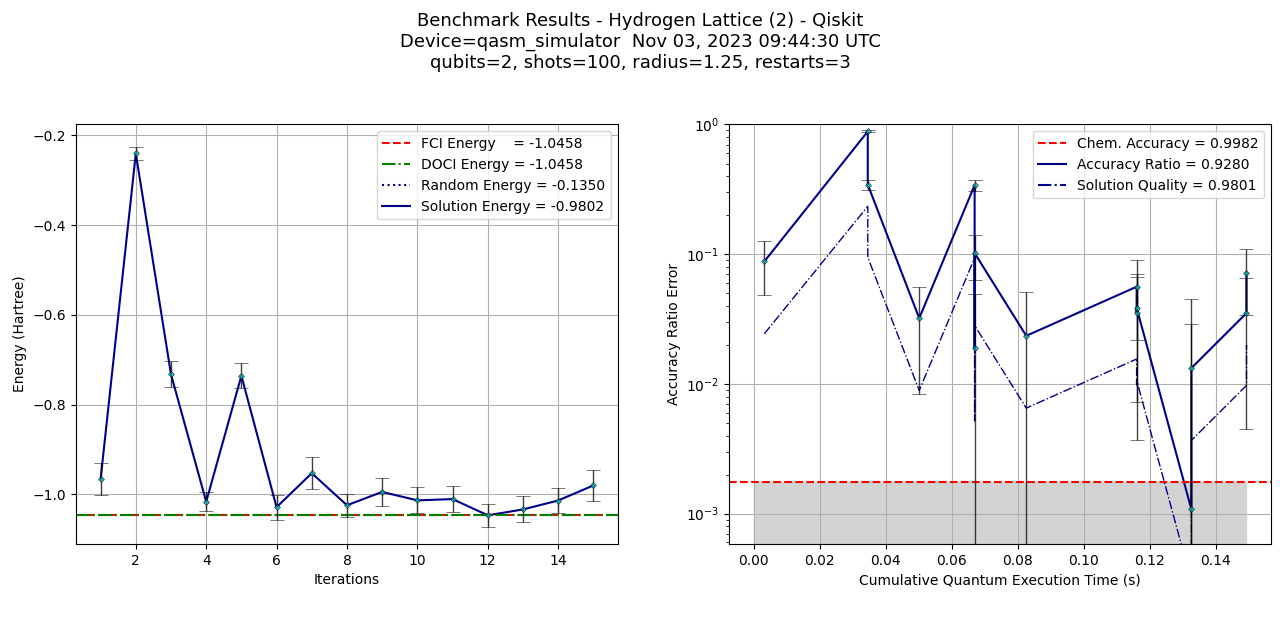 Benchmark Results - Hydrogen Lattice (2) - Qiskit
Device=qasm_simulator  Nov 03, 2023 09:44:30 UTC
qubits=2, shots=100, radius=1.25, restarts=3
Energy (Hartree)
−0.2
−0.4
−0.6
−0.8
−1.0
FCI Energy    = -1.0458
DOCI Energy = -1.0458
Random Energy = -0.1350
Solution Energy = -0.9802
2 4 6 8 10 12 14
Iterations
Accuracy Ratio Error
10⁰
10⁻¹
10⁻²
10⁻³
Chem. Accuracy = 0.9982
Accuracy Ratio = 0.9280
Solution Quality = 0.9801
0.00 0.02 0.04 0.06 0.08 0.10 0.12 0.14
Cumulative Quantum Execution Time (s)